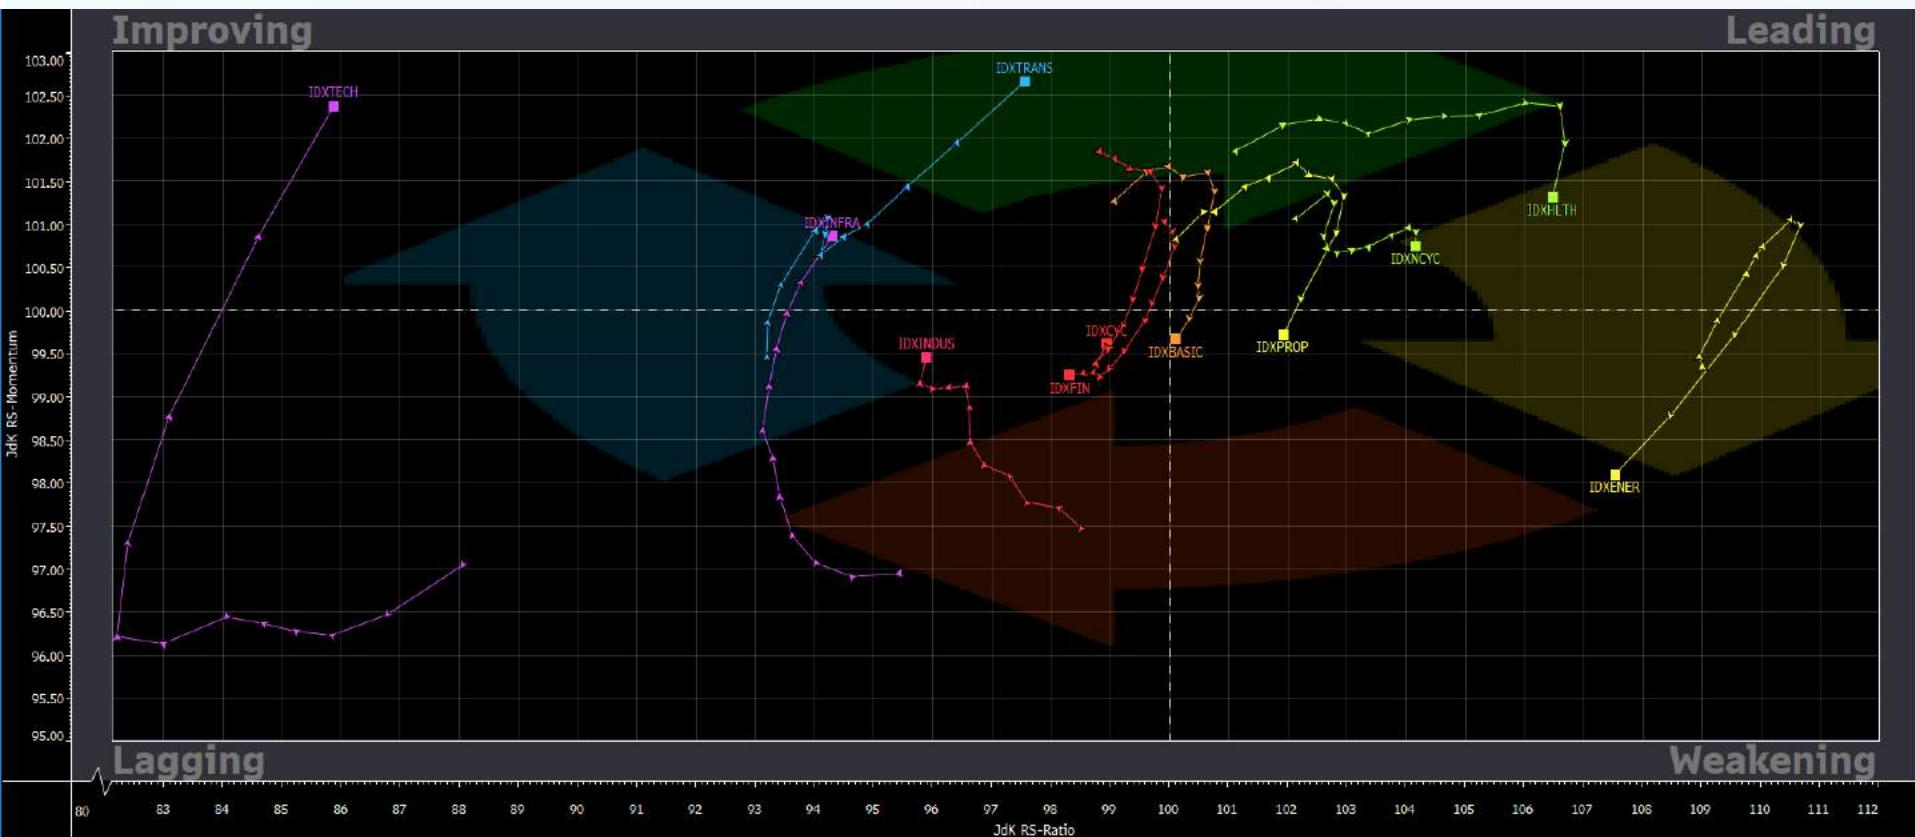 Improving
Leading
103.00
102.50
102.00
101.50
101.00
100.50
100.00
99.50
99.00
98.50
98.00
97.50
97.00
96.50
96.00
95.50
95.00
JdK RS-Momentum
IDXTECH
IDXTRANS
IDXINFRA
IDXHLTH
IDXNCYC
IDXCYC
IDXINDUS
IDXBASIC
IDXPROP
IDXFIN
IDXENER
Lagging
Weakening
80 83 84 85 86 87 88 89 90 91 92 93 94 95 96 97 98 99 100 101 102 103 104 105 106 107 108 109 110 111 112
JdK RS-Ratio